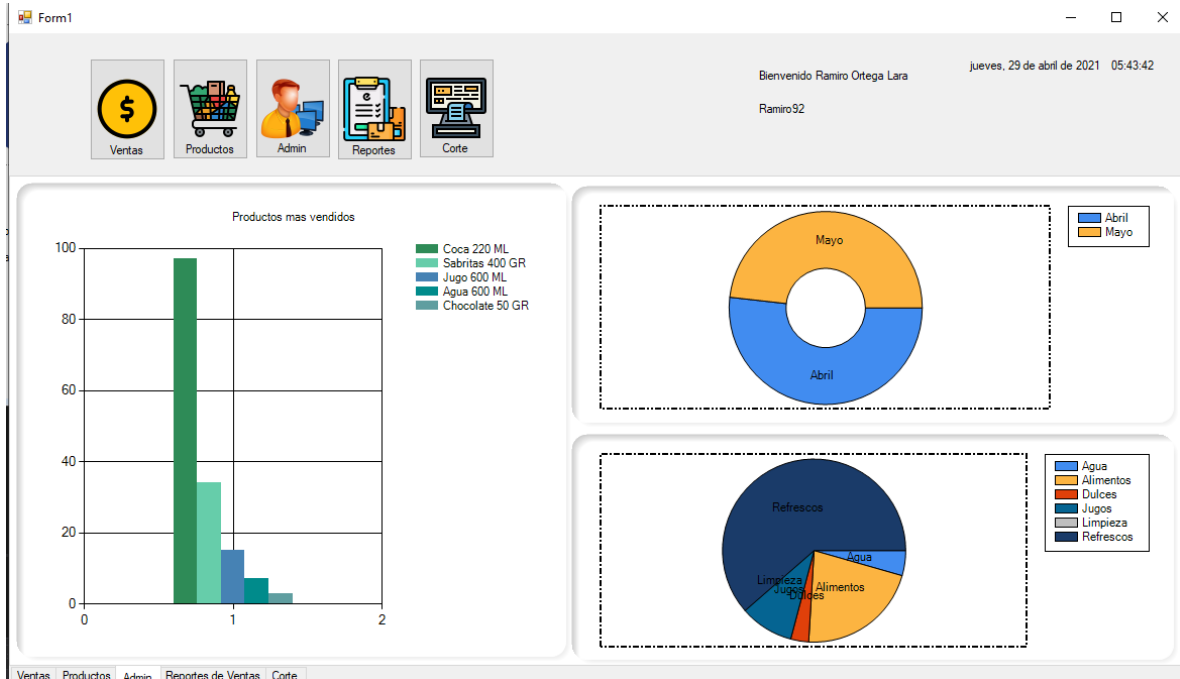 Form1
jueves, 29 de abril de 2021 05:43:42
Bienvenido Ramiro Ortega Lara
Ramiro92
Ventas
Productos
Admin
Reportes
Corte
Productos mas vendidos
100
80
60
40
20
0
0
1
2
Coca 220 ML
Sabritas 400 GR
Jugo 600 ML
Agua 600 ML
Chocolate 50 GR
Mayo
Abril
Abril
Mayo
Refrescos
Agua
Limpieza
Jugos
Dulces
Alimentos
Agua
Alimentos
Dulces
Jugos
Limpieza
Refrescos
Ventas Productos Admin Reportes de Ventas Corte